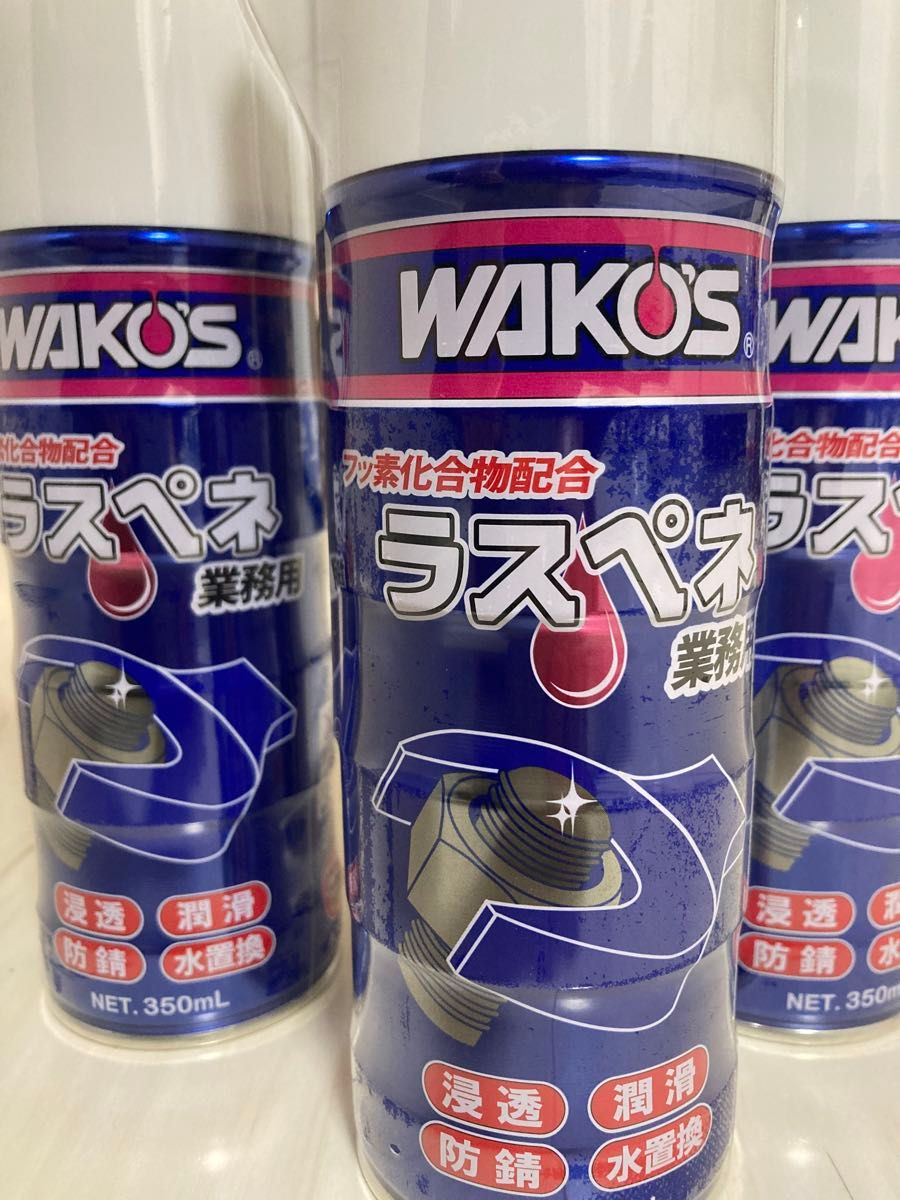 WAKO'S®
フッ素化合物配合
ラスペネ
業務用
浸透 潤滑
防錆 水置換
WAKO'S®
素化合物配合
ラスペネ
業務用
浸透 潤滑
防錆 水置換
NET. 350mL
WAK
化合物配合
ラス
浸透
防錆
NET. 350m